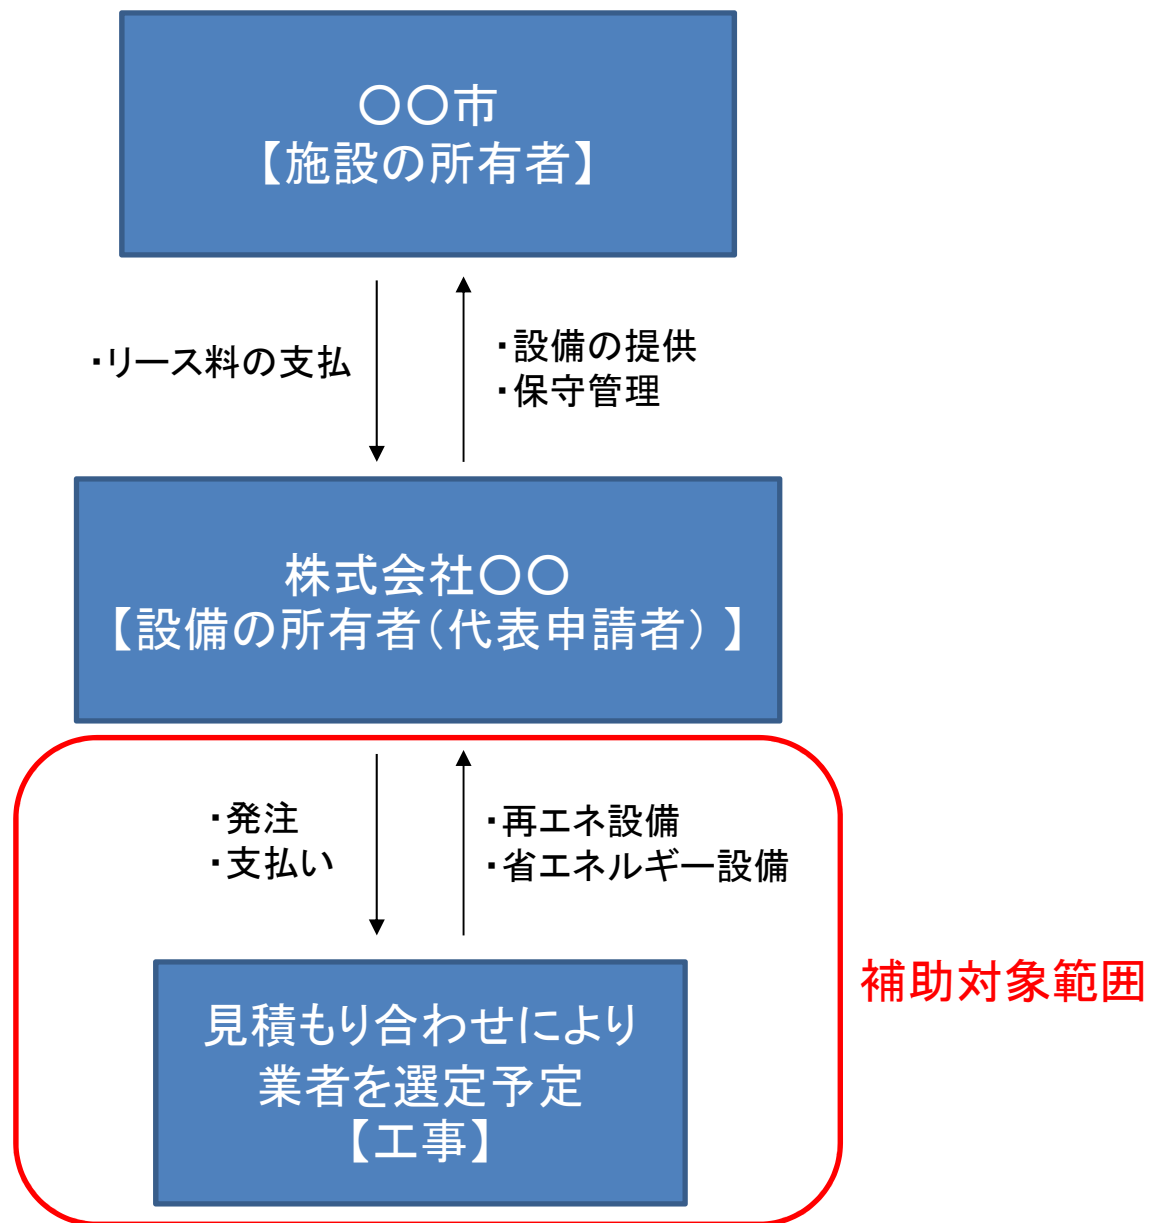 〇〇市
【施設の所有者】
・リース料の支払
・設備の提供
・保守管理
株式会社〇〇
【設備の所有者（代表申請者）】
・発注
・支払い
・再エネ設備
・省エネルギー設備
補助対象範囲
見積もり合わせにより
業者を選定予定
【工事】